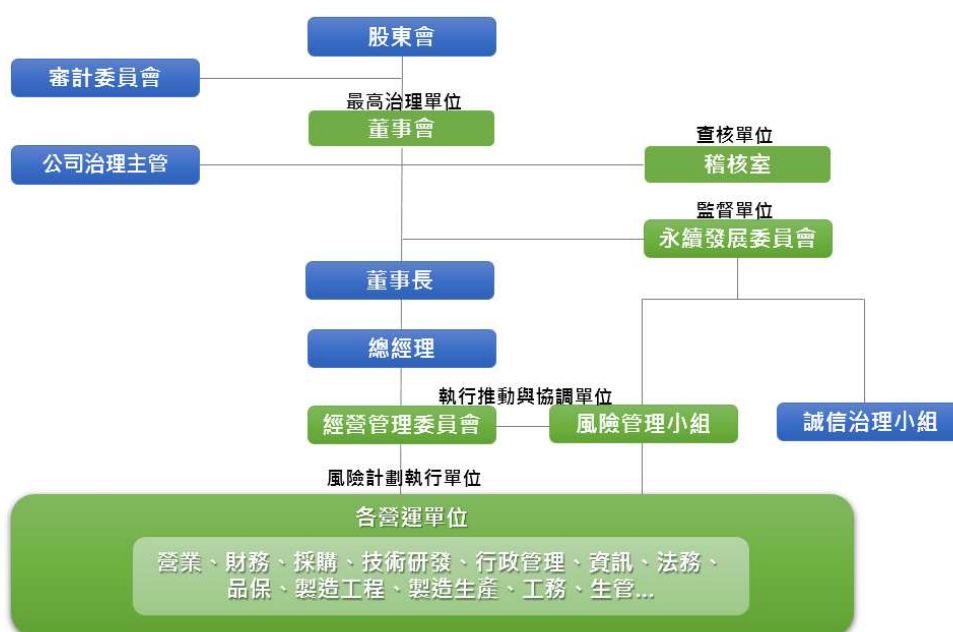 股東會
審計委員會
最高治理單位
董事會
查核單位
公司治理主管
稽核室
監督單位
永續發展委員會
董事長
總經理
執行推動與協調單位
經營管理委員會
風險管理小組
誠信治理小組
風險計劃執行單位
各營運單位
營業、財務、採購、技術研發、行政管理、資訊、法務、
品保、製造工程、製造生產、工務、生管...